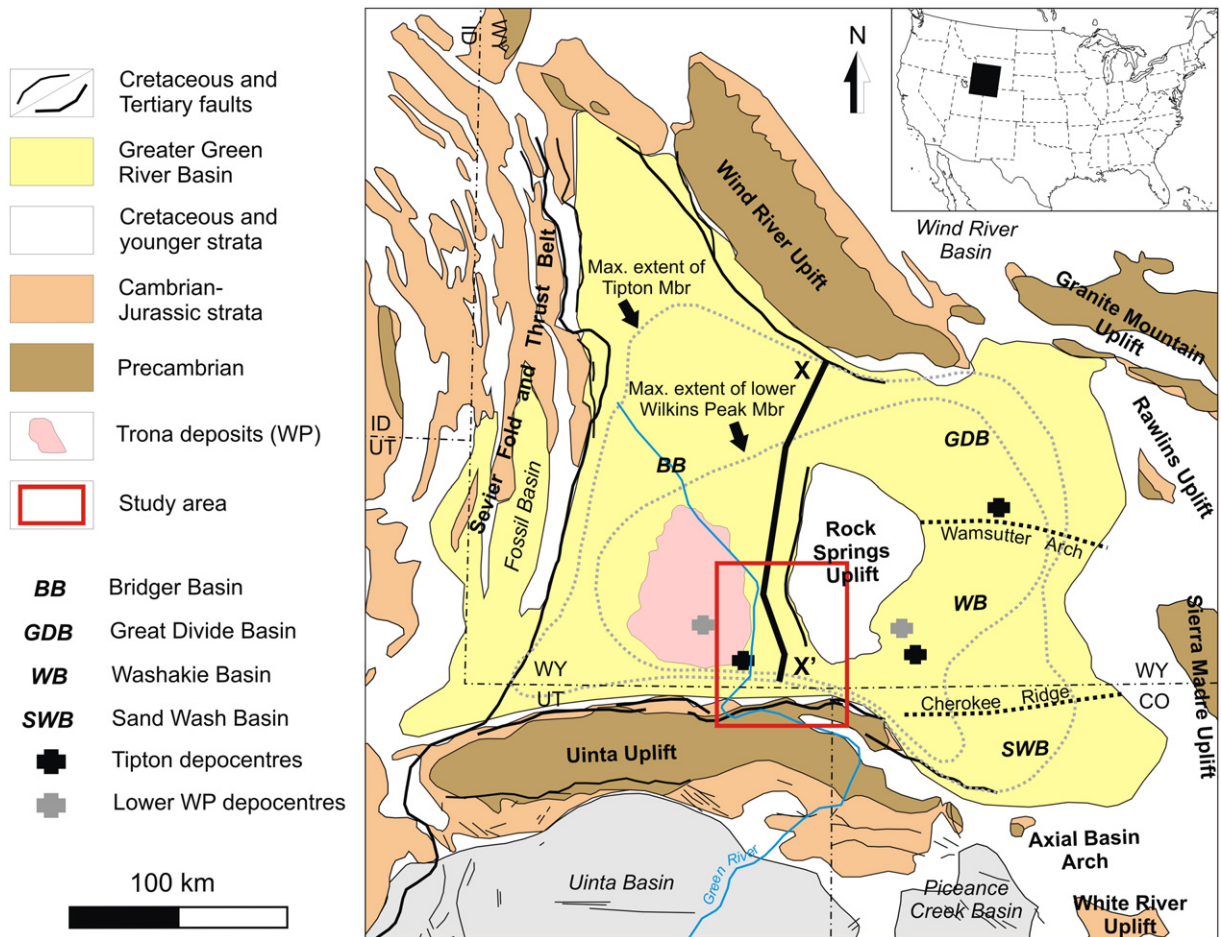 Cretaceous and
Tertiary faults
Greater Green
River Basin
Cretaceous and
younger strata
Cambrian-
Jurassic strata
Precambrian
Trona deposits (WP)
Study area
BB Bridger Basin
GDB Great Divide Basin
WB Washakie Basin
SWB Sand Wash Basin
Tipton depocentres
Lower WP depocentres
100 km
ID
WY
N
Wind River
Basin
Wind River Uplift
Granite Mountain
Uplift
Max. extent of
Tipton Mbr
Sevier Fold and Thrust Belt
X
Max. extent of lower
Wilkins Peak Mbr
Rawlins Uplift
ID
UT
GDB
BB
Fossil Basin
Rock
Springs
Uplift
Wamsutter Arch
WB
Sierra Madre Uplift
WY
UT
X'
WY
CO
Cherokee Ridge
SWB
Uinta Uplift
Axial Basin
Arch
Green River
Uinta Basin
Piceance
Creek Basin
White River
Uplift